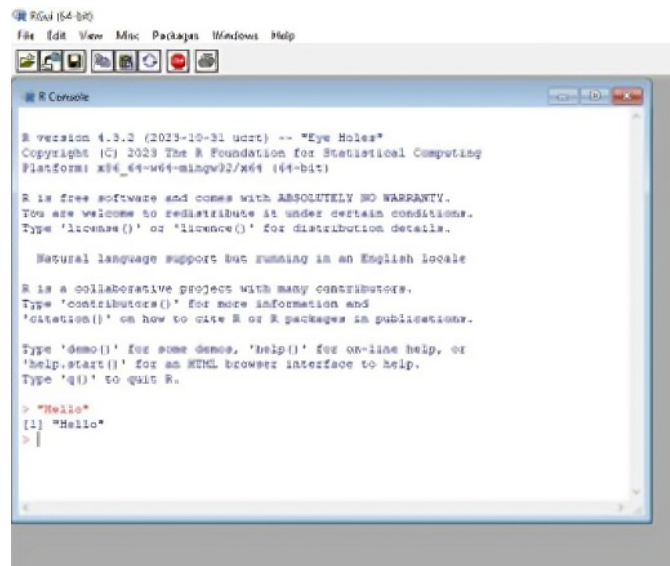 RGui (64-bit)
File Edit View Misc Packages Windows Help
R Console
R version 4.3.2 (2023-10-31 ucrt) -- "Eye Holes"
Copyright (C) 2023 The R Foundation for Statistical Computing
Platform: x86_64-w64-mingw32/x64 (64-bit)
R is free software and comes with ABSOLUTELY NO WARRANTY.
You are welcome to redistribute it under certain conditions.
Type 'license()' or 'licence()' for distribution details.
Natural language support but running in an English locale
R is a collaborative project with many contributors.
Type 'contributors()' for more information and
'citation()' on how to cite R or R packages in publications.
Type 'demo()' for some demos, 'help()' for on-line help, or
'help.start()' for an HTML browser interface to help.
Type 'q()' to quit R.
> "Hello"
[1] "Hello"
>